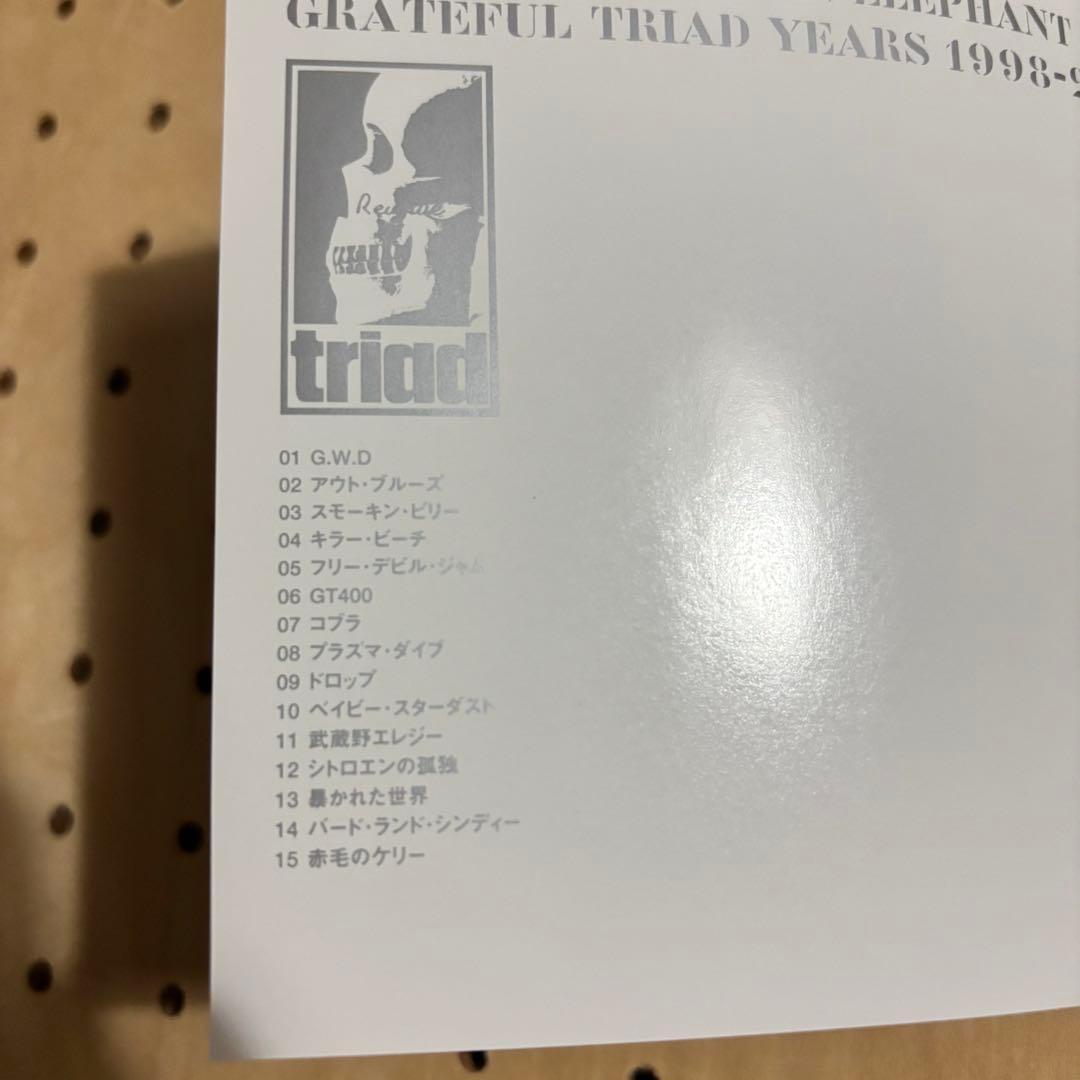 ELEPHANT
GRATEFUL TRIAD YEARS 1998-2
triad
01 G.W.D
02 アウト・ブルーズ
03 スモーキン・ビリー
04 キラー・ビーチ
05 フリー・デビル・ジャム
06 GT400
07 コブラ
08 プラズマ・ダイブ
09 ドロップ
10 ベイビー・スターダスト
11 武蔵野エレジー
12 シトロエンの孤独
13 暴かれた世界
14 バード・ランド・シンディー
15 赤毛のケリー